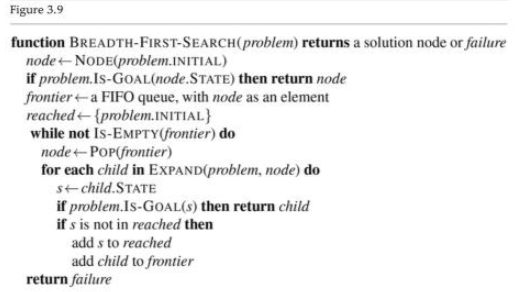 Figure 3.9
function BREADTH-FIRST-SEARCH(problem) returns a solution node or failure
node←NODE(problem.INITIAL)
if problem.IS-GOAL(node.STATE) then return node
frontier←a FIFO queue, with node as an element
reached←{problem.INITIAL}
while not IS-EMPTY(frontier) do
node←POP(frontier)
for each child in EXPAND(problem, node) do
s←child.STATE
if problem.IS-GOAL(s) then return child
if s is not in reached then
add s to reached
add child to frontier
return failure